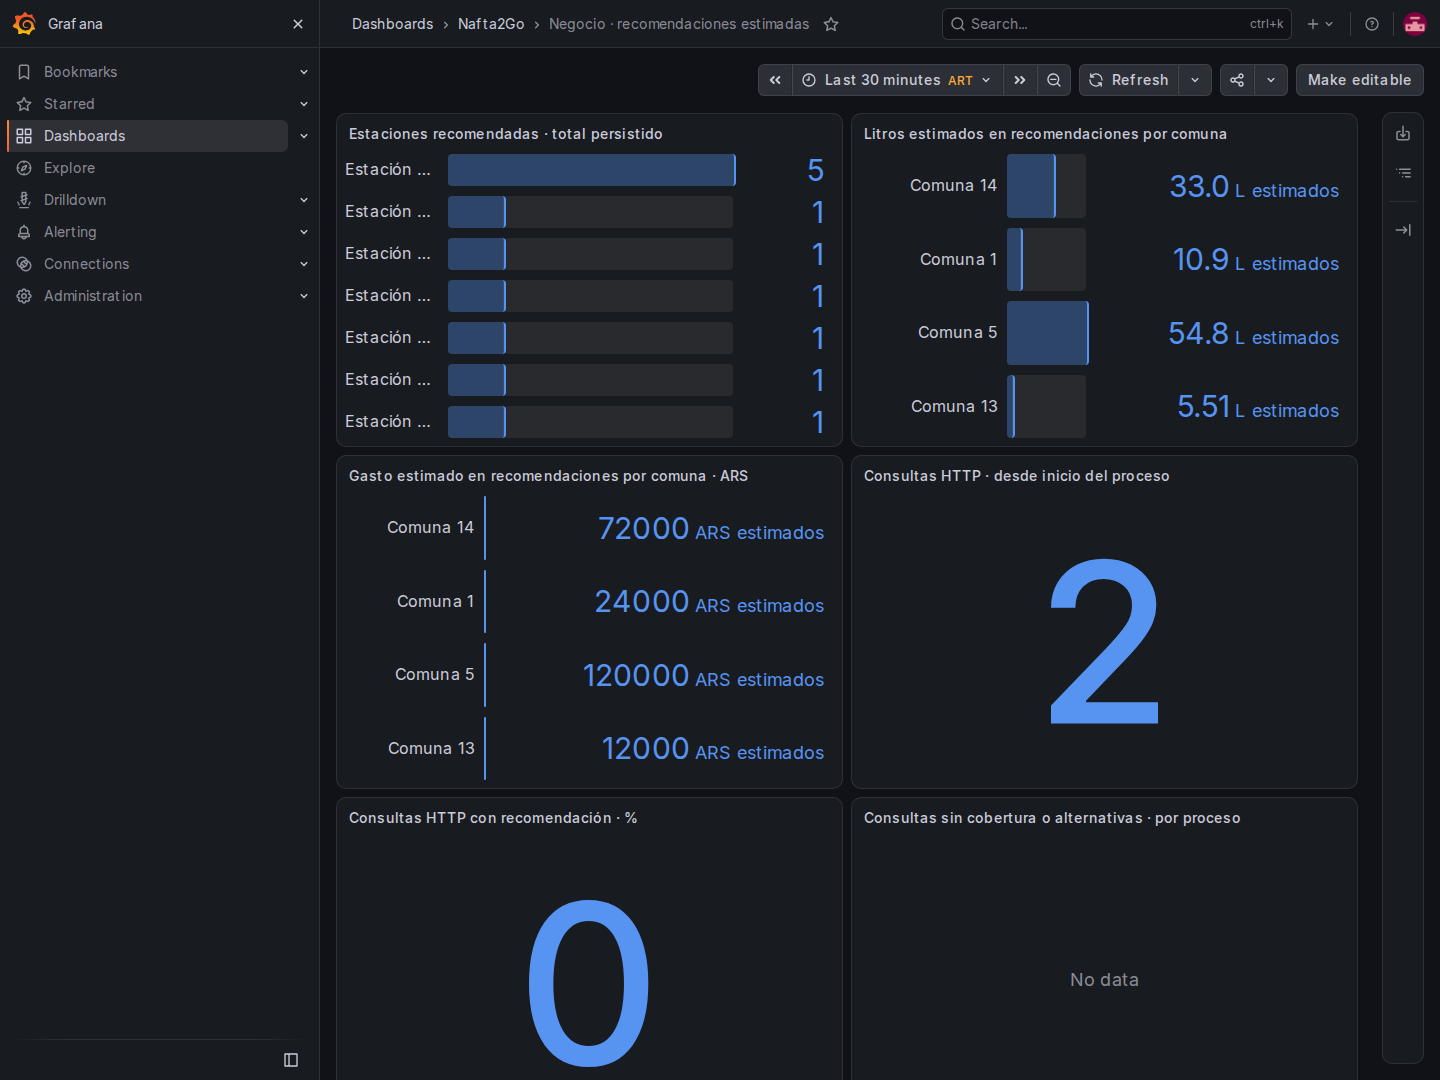 Grafana
Dashboards › Nafta2Go › Negocio · recomendaciones estimadas
Search...
ctrl+k
Bookmarks
Starred
Dashboards
Explore
Drilldown
Alerting
Connections
Administration
Last 30 minutes ART
Refresh
Make editable
Estaciones recomendadas · total persistido
Estación ... 5
Estación ... 1
Estación ... 1
Estación ... 1
Estación ... 1
Estación ... 1
Estación ... 1
Litros estimados en recomendaciones por comuna
Comuna 14 33.0 L estimados
Comuna 1 10.9 L estimados
Comuna 5 54.8 L estimados
Comuna 13 5.51 L estimados
Gasto estimado en recomendaciones por comuna · ARS
Comuna 14 72000 ARS estimados
Comuna 1 24000 ARS estimados
Comuna 5 120000 ARS estimados
Comuna 13 12000 ARS estimados
Consultas HTTP · desde inicio del proceso
2
Consultas HTTP con recomendación · %
0
Consultas sin cobertura o alternativas · por proceso
No data